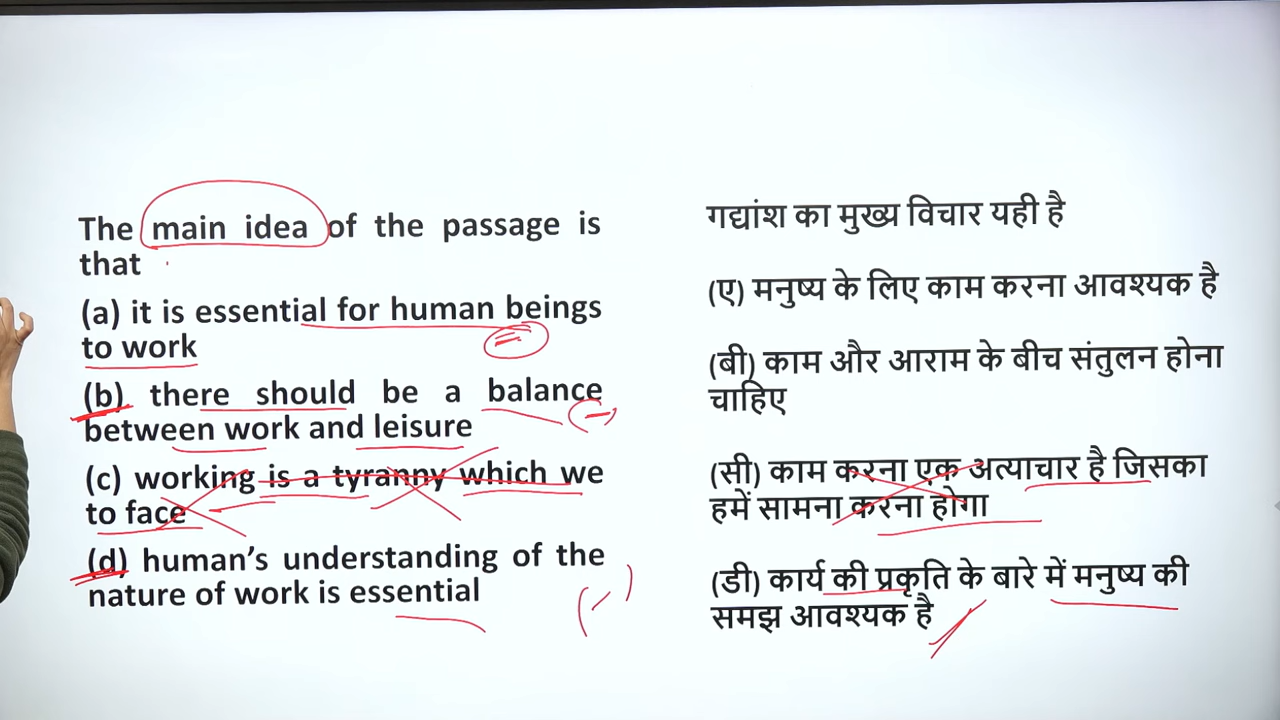 The main idea of the passage is
that
(a) it is essential for human beings
to work
(b) there should be a balance
between work and leisure
(c) working is a tyranny which we
to face
(d) human’s understanding of the
nature of work is essential
गद्यांश का मुख्य विचार यही है
(ए) मनुष्य के लिए काम करना आवश्यक है
(बी) काम और आराम के बीच संतुलन होना
चाहिए
(सी) काम करना एक अत्याचार है जिसका
हमें सामना करना होगा
(डी) कार्य की प्रकृति के बारे में मनुष्य की
समझ आवश्यक है